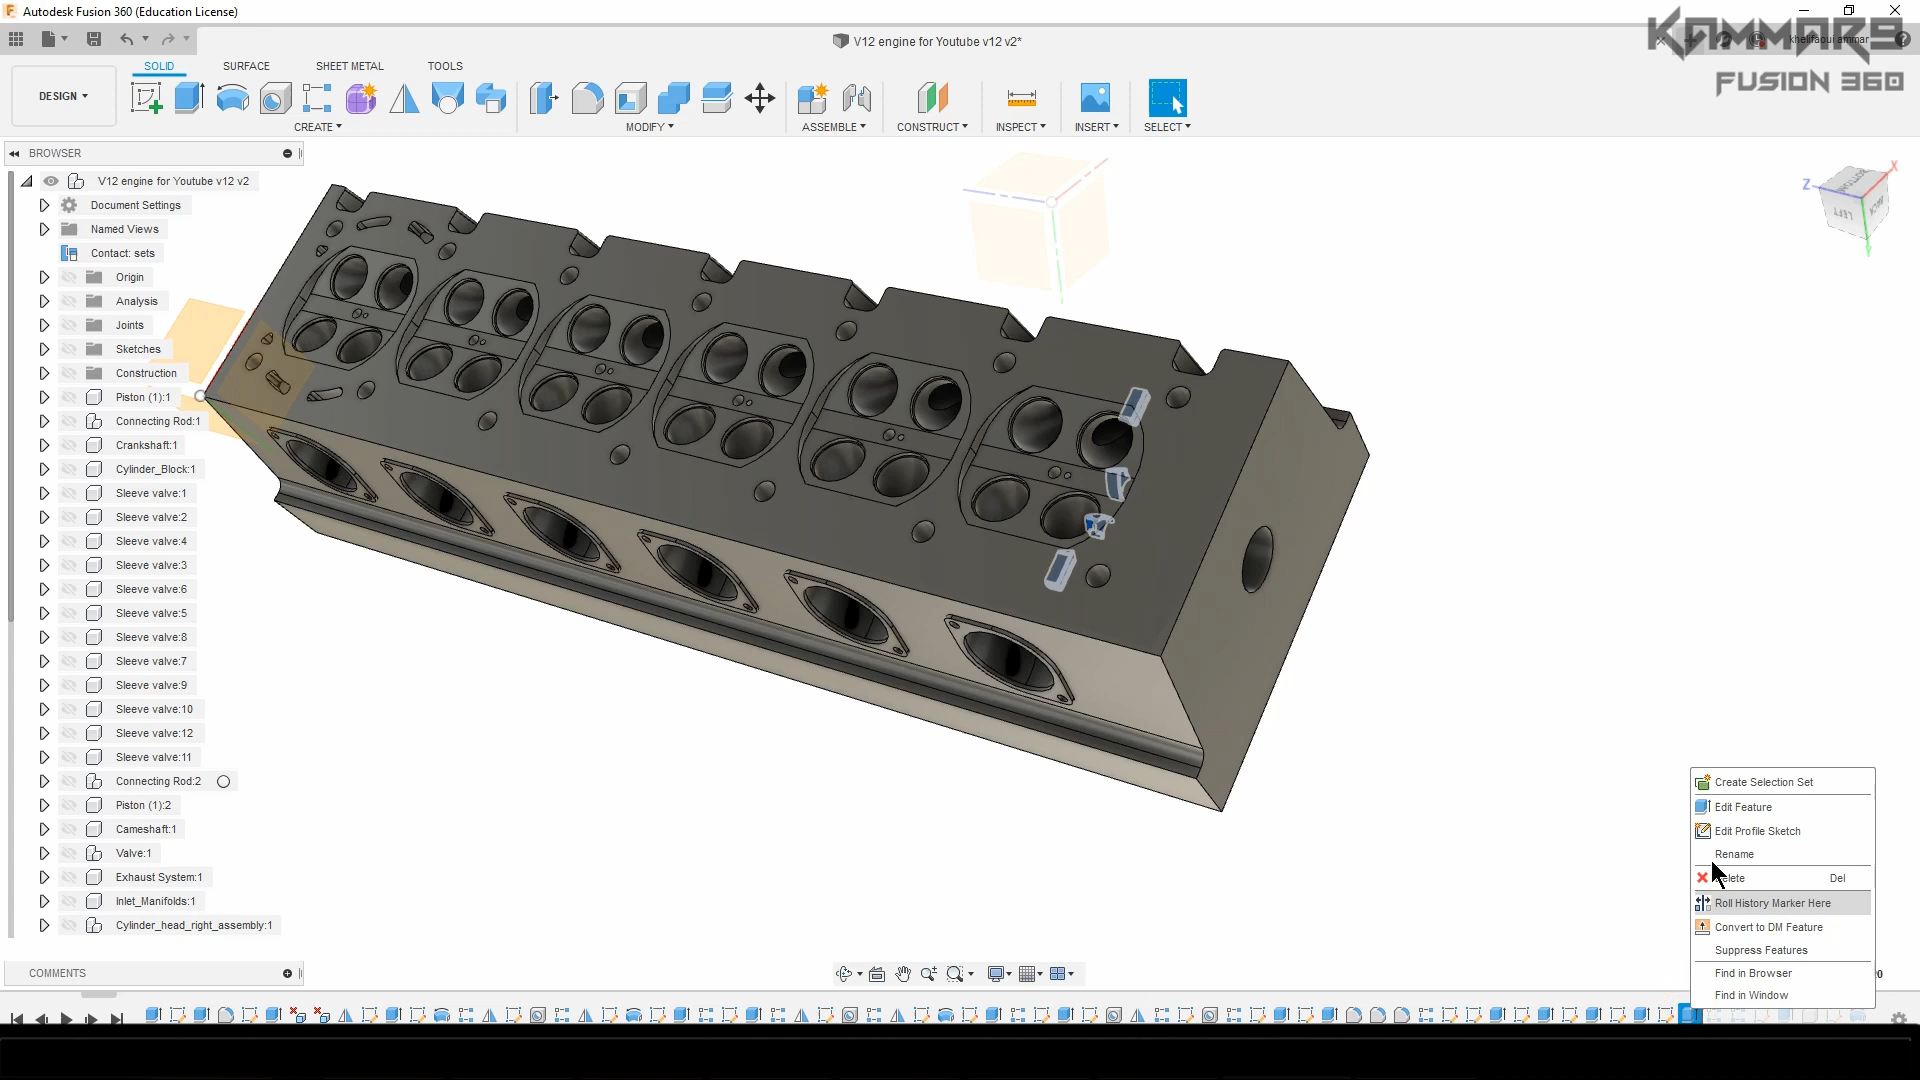 Autodesk Fusion 360 (Education License)
V12 engine for Youtube v12 v2*
KAMMAR9
FUSION 360
khelifaoui ammar
SOLID SURFACE SHEET METAL TOOLS
DESIGN
CREATE MODIFY ASSEMBLE CONSTRUCT INSPECT INSERT SELECT
BROWSER
V12 engine for Youtube v12 v2
Document Settings
Named Views
Contact: sets
Origin
Analysis
Joints
Sketches
Construction
Piston (1):1
Connecting Rod:1
Crankshaft:1
Cylinder_Block:1
Sleeve valve:1
Sleeve valve:2
Sleeve valve:4
Sleeve valve:3
Sleeve valve:6
Sleeve valve:5
Sleeve valve:8
Sleeve valve:7
Sleeve valve:9
Sleeve valve:10
Sleeve valve:12
Sleeve valve:11
Connecting Rod:2
Piston (1):2
Cameshaft:1
Valve:1
Exhaust System:1
Inlet_Manifolds:1
Cylinder_head_right_assembly:1
COMMENTS
Z X
BOTTOM
LEFT
BACK
Create Selection Set
Edit Feature
Edit Profile Sketch
Rename
Del
Roll History Marker Here
Convert to DM Feature
Suppress Features
Find in Browser
Find in Window